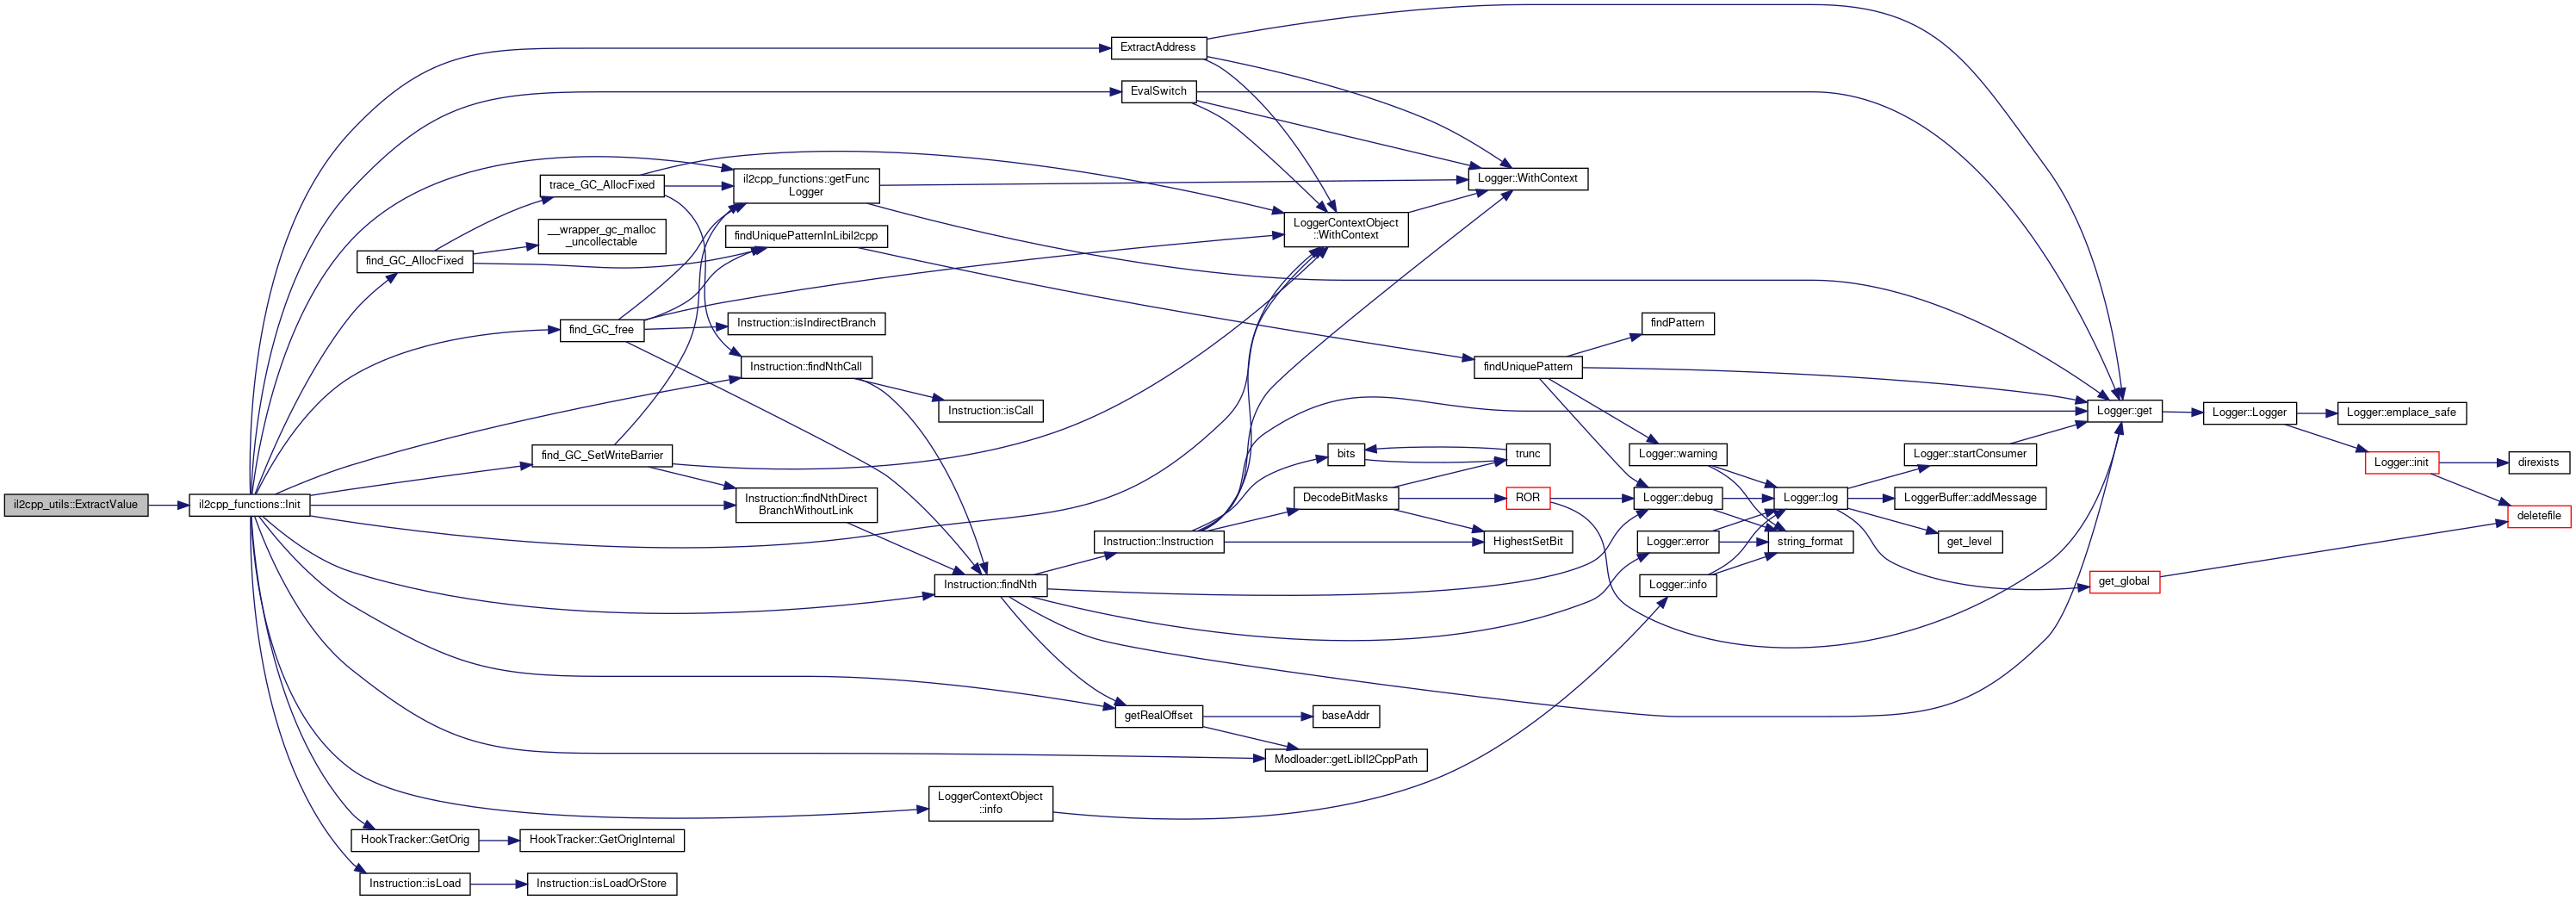 il2cpp_utils::ExtractValue
il2cpp_functions::Init
ExtractAddress
EvalSwitch
trace_GC_AllocFixed
il2cpp_functions::getFunc
Logger
Logger::WithContext
__wrapper_gc_malloc
_uncollectable
findUniquePatternInLibil2cpp
LoggerContextObject
::WithContext
find_GC_AllocFixed
find_GC_free
Instruction::isIndirectBranch
findPattern
Instruction::findNthCall
findUniquePattern
Instruction::isCall
Logger::get
Logger::Logger
Logger::emplace_safe
find_GC_SetWriteBarrier
bits
trunc
Logger::warning
Logger::startConsumer
Logger::init
direxists
Instruction::findNthDirect
BranchWithoutLink
DecodeBitMasks
ROR
Logger::debug
Logger::log
LoggerBuffer::addMessage
deletefile
Instruction::Instruction
HighestSetBit
Logger::error
string_format
get_level
Instruction::findNth
Logger::info
get_global
getRealOffset
baseAddr
Modloader::getLibIl2CppPath
LoggerContextObject
::info
HookTracker::GetOrig
HookTracker::GetOrigInternal
Instruction::isLoad
Instruction::isLoadOrStore